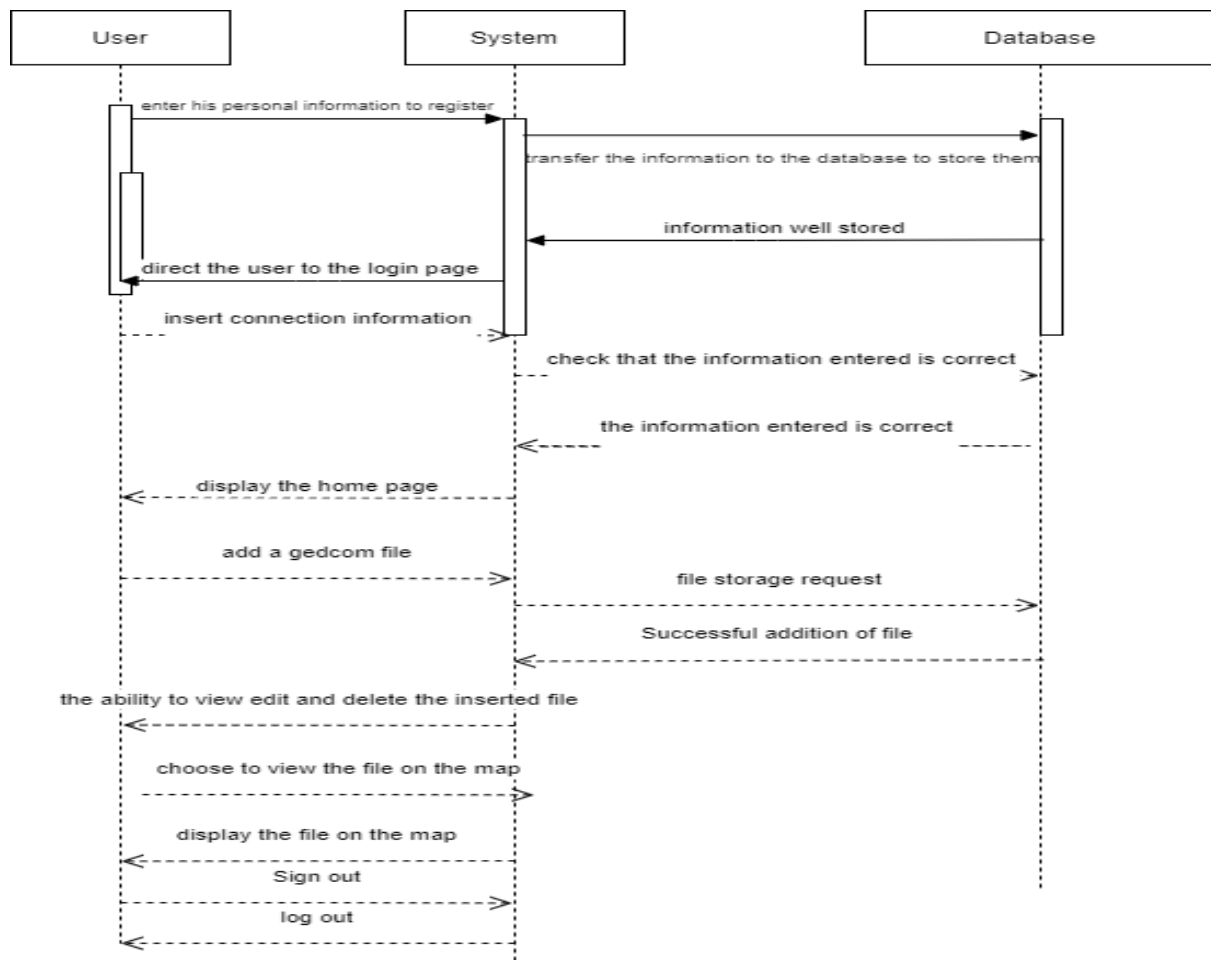 User
System
Database
enter his personal information to register
transfer the information to the database to store them
information well stored
direct the user to the login page
insert connection information
check that the information entered is correct
the information entered is correct
display the home page
add a gedcom file
file storage request
Successful addition of file
the ability to view edit and delete the inserted file
choose to view the file on the map
display the file on the map
Sign out
log out